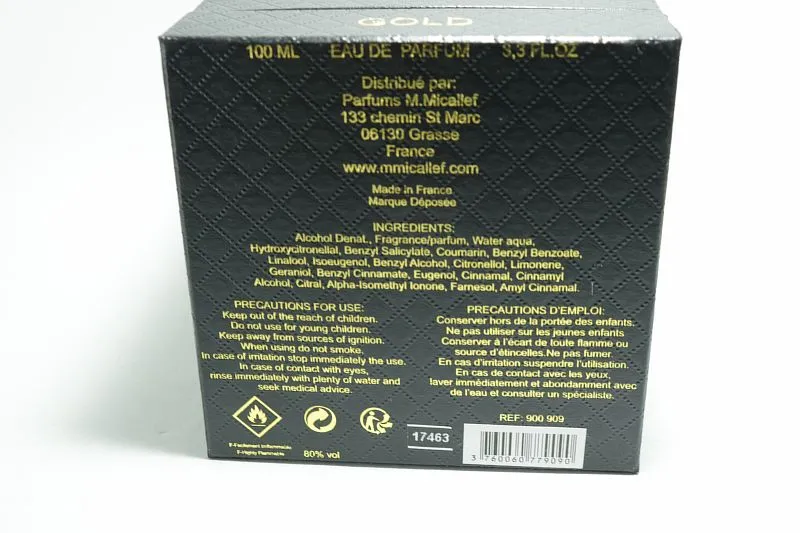 GOLD
100 ML EAU DE PARFUM 3,3 FL.OZ
Distribué par:
Parfums M.Micallef
133 chemin St Marc
06130 Grasse
France
www.mmicallef.com
Made in France
Marque Déposée
INGREDIENTS:
Alcohol Denat., Fragrance/parfum, Water aqua,
Hydroxycitronellal, Benzyl Salicylate, Coumarin, Benzyl Benzoate,
Linalool, Isoeugenol, Benzyl Alcohol, Citronellol, Limonene,
Geraniol, Benzyl Cinnamate, Eugenol, Cinnamal, Cinnamyl
Alcohol, Citral, Alpha-Isomethyl Ionone, Farnesol, Amyl Cinnamal.
PRECAUTIONS FOR USE:
Keep out of the reach of children.
Do not use for young children.
Keep away from sources of ignition.
When using do not smoke.
In case of irritation stop immediately the use.
In case of contact with eyes,
rinse immediately with plenty of water and
seek medical advice.
PRECAUTIONS D'EMPLOI:
Conserver hors de la portée des enfants.
Ne pas utiliser sur les jeunes enfants
Conserver à l'écart de toute flamme ou
source d'étincelles.Ne pas fumer
En cas d'irritation suspendre l'utilisation.
En cas de contact avec les yeux,
laver immédiatement et abondamment avec
de l'eau et consulter un spécialiste.
REF: 900 909
F-Facilement Inflammable
F-Highly Flammable
80% vol
17463
3 760060 779090